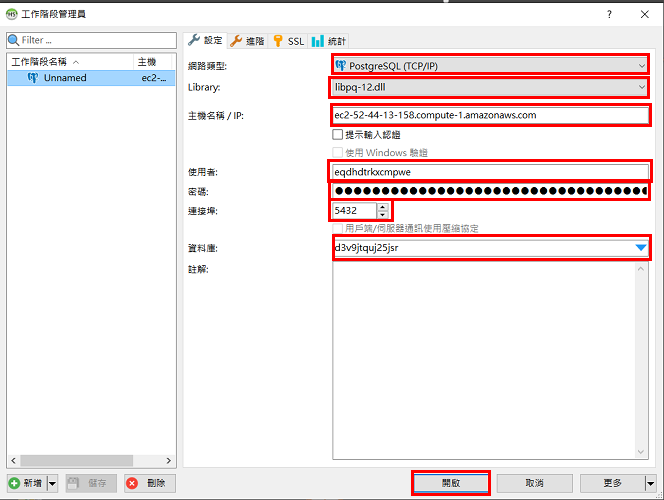 HS 工作階段管理員
Filter ...
工作階段名稱 主機
Unnamed ec2-...
設定 進階 SSL 統計
網路類型: PostgreSQL (TCP/IP)
Library: libpq-12.dll
主機名稱 / IP: ec2-52-44-13-158.compute-1.amazonaws.com
提示輸入認證
使用 Windows 驗證
使用者: eqdhdtrkxcmpwe
密碼: ●●●●●●●●●●●●●●●●●●●●●●●●●●●●●●
連接埠: 5432
用戶端/伺服器通訊使用壓縮協定
資料庫: d3v9jtquj25jsr
註解:
新增 儲存 刪除 開啟 取消 更多